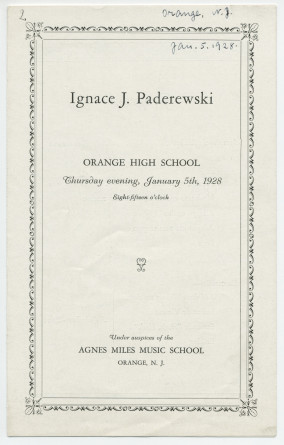 2
Orange, N.J.
Jan. 5. 1928.
Ignace J. Paderewski
ORANGE HIGH SCHOOL
Thursday evening, January 5th, 1928
Eight-fifteen o'clock
Under auspices of the
AGNES MILES MUSIC SCHOOL
ORANGE, N. J.